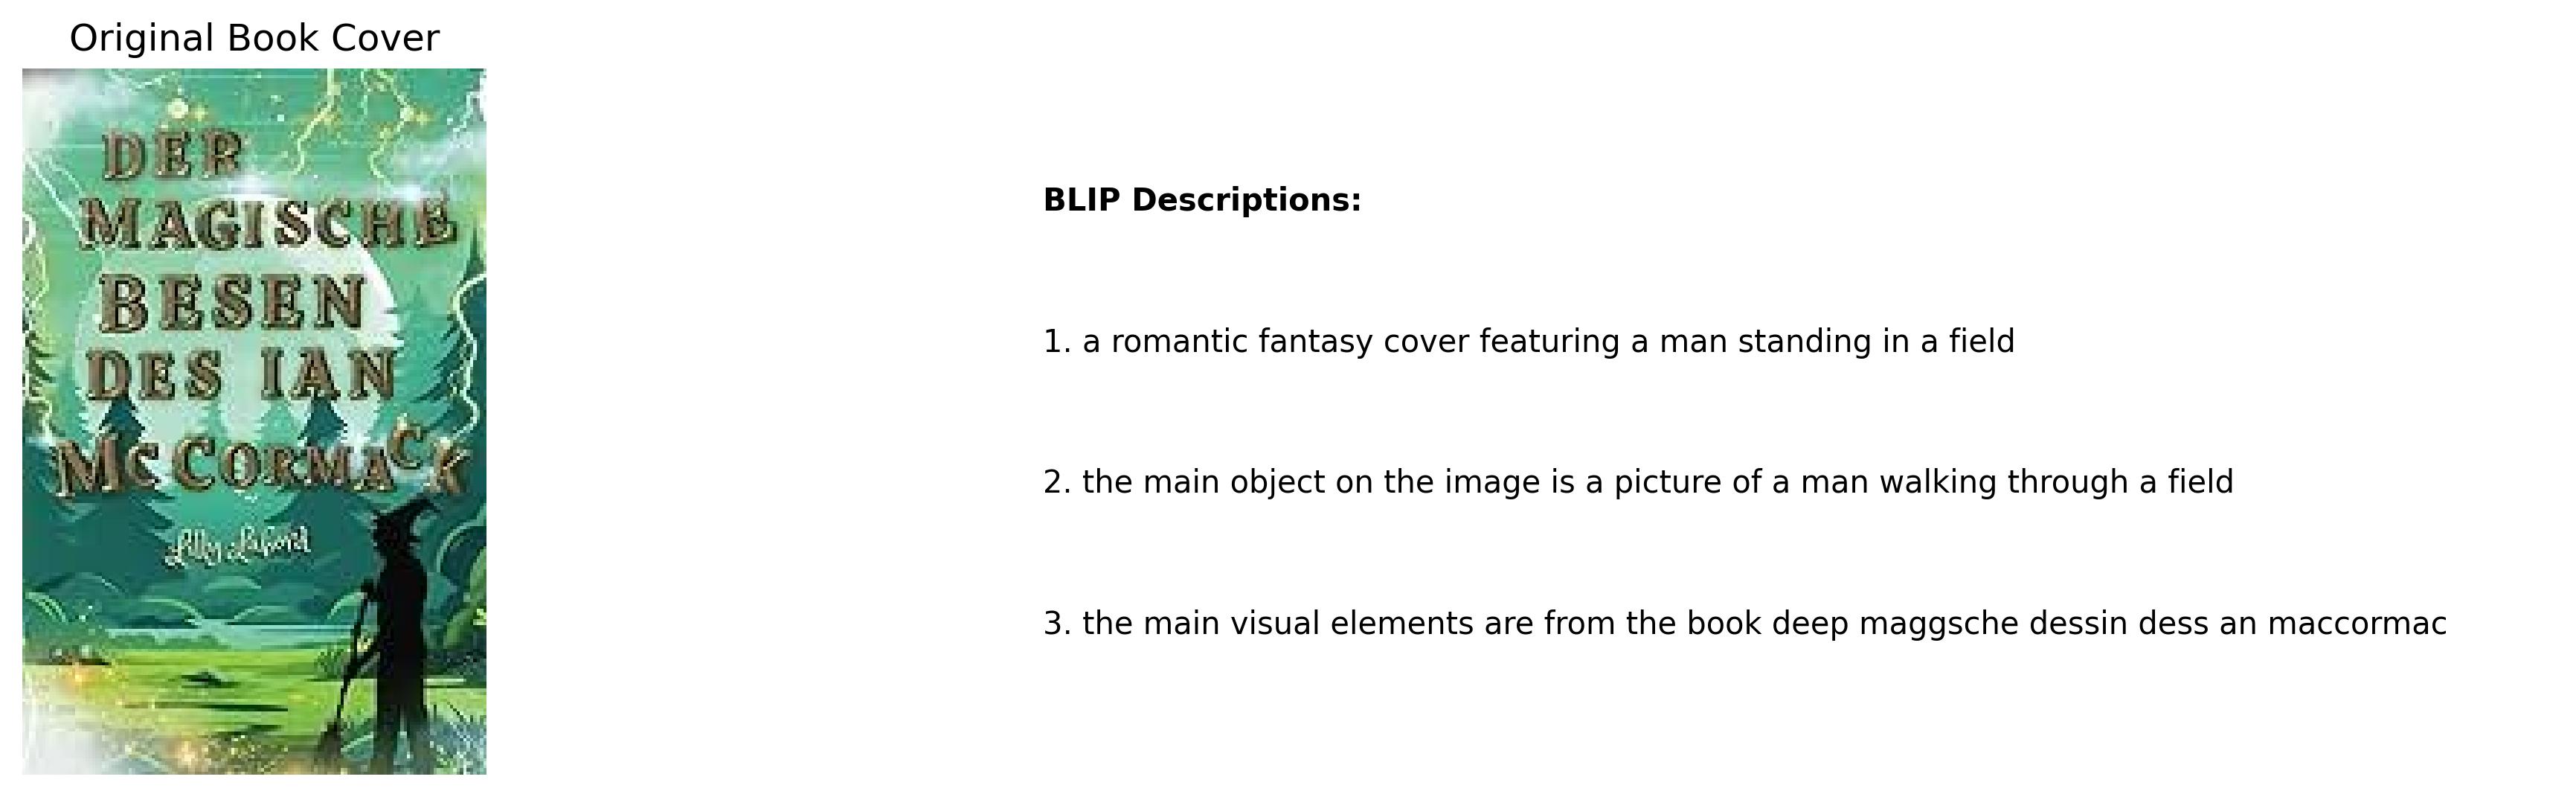 Original Book Cover
DER
MAGISCHE
BESEN
DES IAN
MCCORMACK
BLIP Descriptions:
1. a romantic fantasy cover featuring a man standing in a field
2. the main object on the image is a picture of a man walking through a field
3. the main visual elements are from the book deep maggsche dessin dess an maccormac